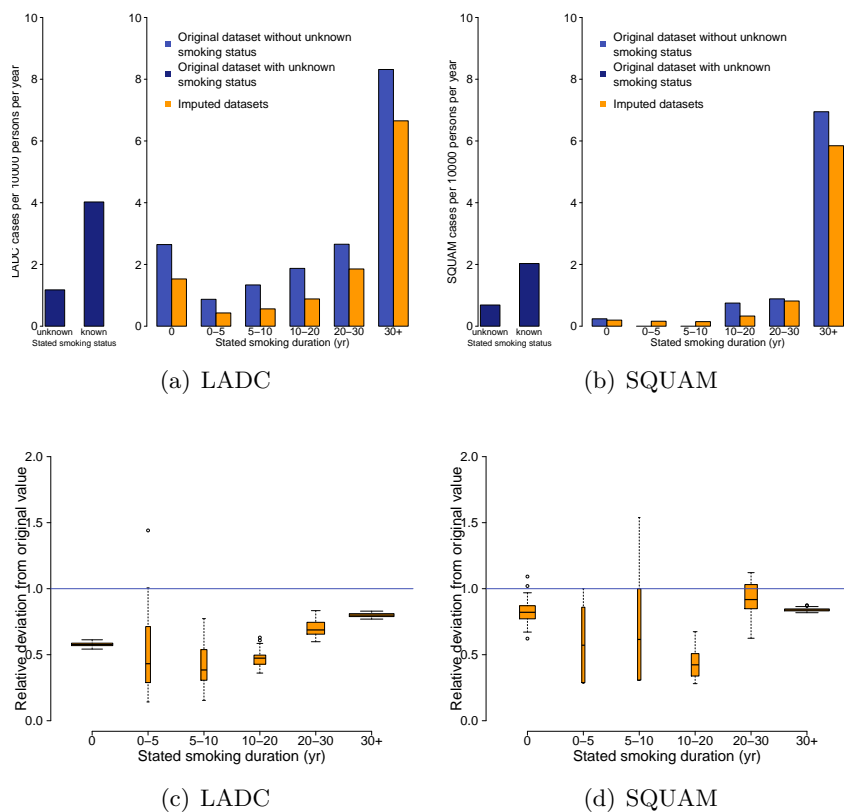 LADC cases per 10000 persons per year
10
8
6
4
2
0
unknown known
Stated smoking status
10
8
6
4
2
0
Original dataset without unknown
smoking status
Original dataset with unknown
smoking status
Imputed datasets
0 0−5 5−10 10−20 20−30 30+
Stated smoking duration (yr)
(a) LADC
SQUAM cases per 10000 persons per year
10
8
6
4
2
0
unknown known
Stated smoking status
10
8
6
4
2
0
Original dataset without unknown
smoking status
Original dataset with unknown
smoking status
Imputed datasets
0 0−5 5−10 10−20 20−30 30+
Stated smoking duration (yr)
(b) SQUAM
Relative deviation from original value
2.0
1.5
1.0
0.5
0.0
0 0−5 5−10 10−20 20−30 30+
Stated smoking duration (yr)
(c) LADC
Relative deviation from original value
2.0
1.5
1.0
0.5
0.0
0 0−5 5−10 10−20 20−30 30+
Stated smoking duration (yr)
(d) SQUAM